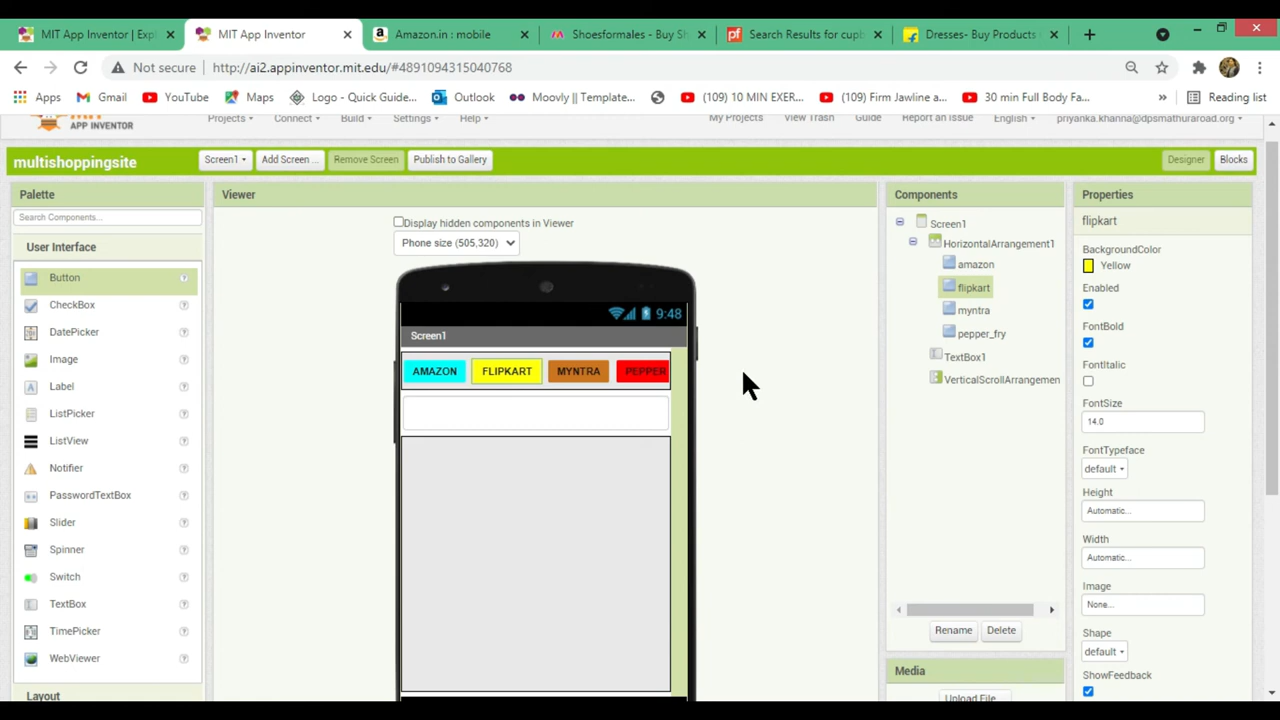 MIT App Inventor | Expl
MIT App Inventor
Amazon.in : mobile
Shoesformales - Buy Sh
Search Results for cupb
Dresses- Buy Products o
Not secure
http://ai2.appinventor.mit.edu/#4891094315040768
Apps
Gmail
YouTube
Maps
Logo - Quick Guide...
Outlook
Moovly || Template...
(109) 10 MIN EXER...
(109) Firm Jawline a...
30 min Full Body Fa...
»
Reading list
APP INVENTOR
Projects
Connect
Build
Settings
Help
My Projects
View Trash
Guide
Report an Issue
English
priyanka.khanna@dpsmathuraroad.org
multishoppingsite
Screen1
Add Screen ...
Remove Screen
Publish to Gallery
Designer
Blocks
Palette
Search Components...
User Interface
Button
CheckBox
DatePicker
Image
Label
ListPicker
ListView
Notifier
PasswordTextBox
Slider
Spinner
Switch
TextBox
TimePicker
WebViewer
Layout
Viewer
Display hidden components in Viewer
Phone size (505,320)
9:48
Screen1
AMAZON
FLIPKART
MYNTRA
PEPPER
Components
Screen1
HorizontalArrangement1
amazon
flipkart
myntra
pepper_fry
TextBox1
VerticalScrollArrangemen
Rename
Delete
Media
Upload File ...
Properties
flipkart
BackgroundColor
Yellow
Enabled
FontBold
FontItalic
FontSize
14.0
FontTypeface
default
Height
Automatic...
Width
Automatic...
Image
None...
Shape
default
ShowFeedback